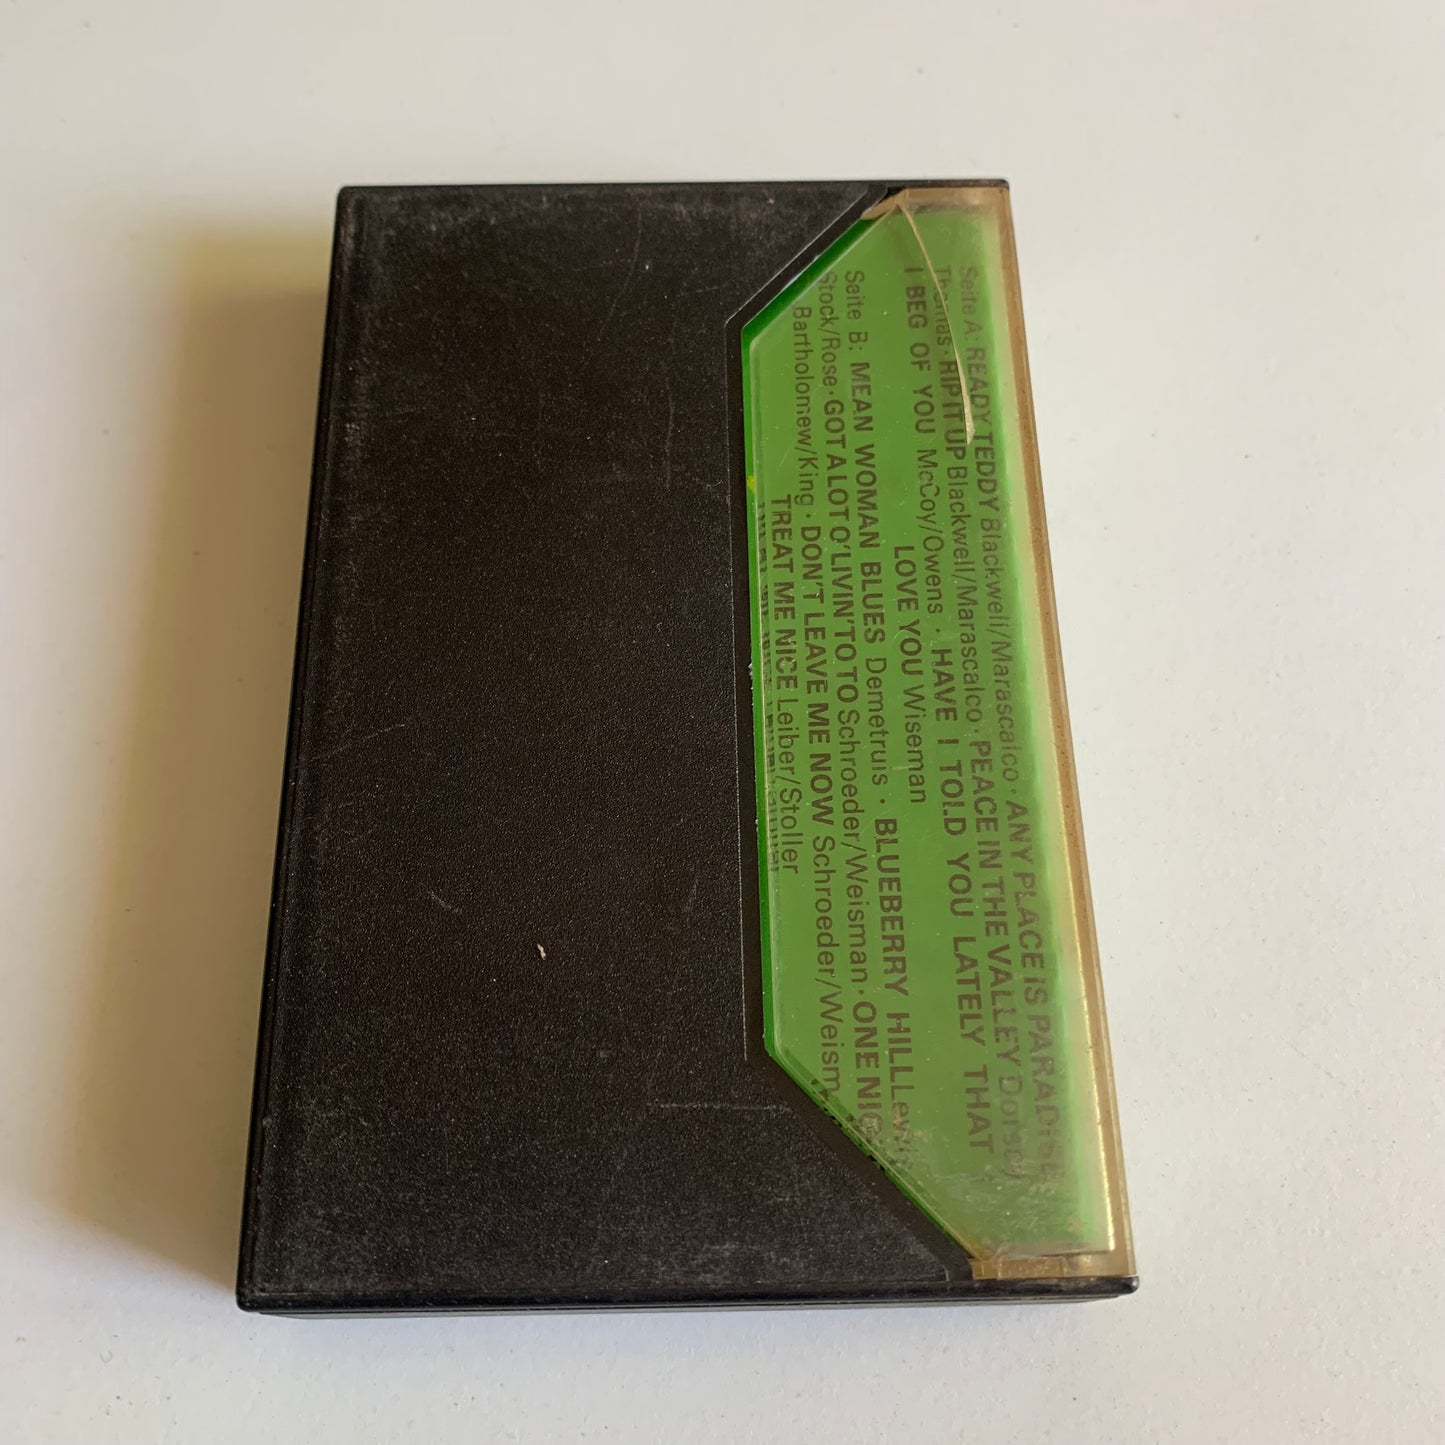 Seite A: READY TEDDY Blackwell/Marascalco · ANY PLACE IS PARADISE
Thomas · RIP IT UP Blackwell/Marascalco · PEACE IN THE VALLEY Dorsey
I BEG OF YOU McCoy/Owens · HAVE I TOLD YOU LATELY THAT
LOVE YOU Wiseman
Seite B: MEAN WOMAN BLUES Demetruis · BLUEBERRY HILL Lewis
Stock/Rose · GOT A LOT O' LIVIN' TO TO Schroeder/Weisman · ONE
Bartholomew/King · DON'T LEAVE ME NOW Schroeder/Weism
TREAT ME NICE Leiber/Stoller